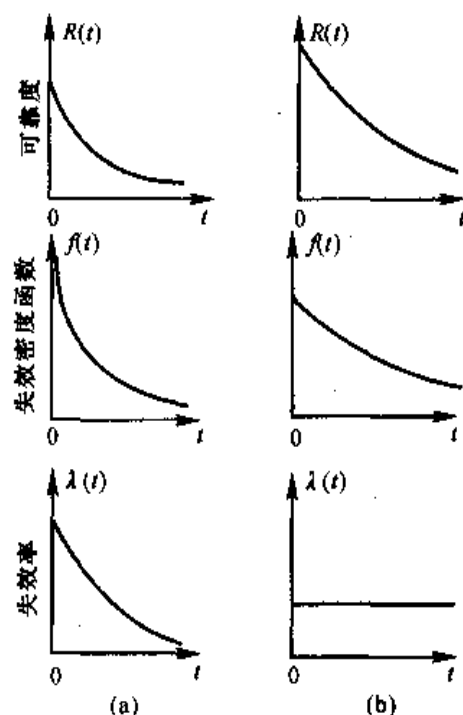 R(t) R(t)
可靠度
0 t 0 t
f(t) f(t)
失效密度函数
0 t 0 t
λ(t) λ(t)
失效率
0 t 0 t
(a) (b)